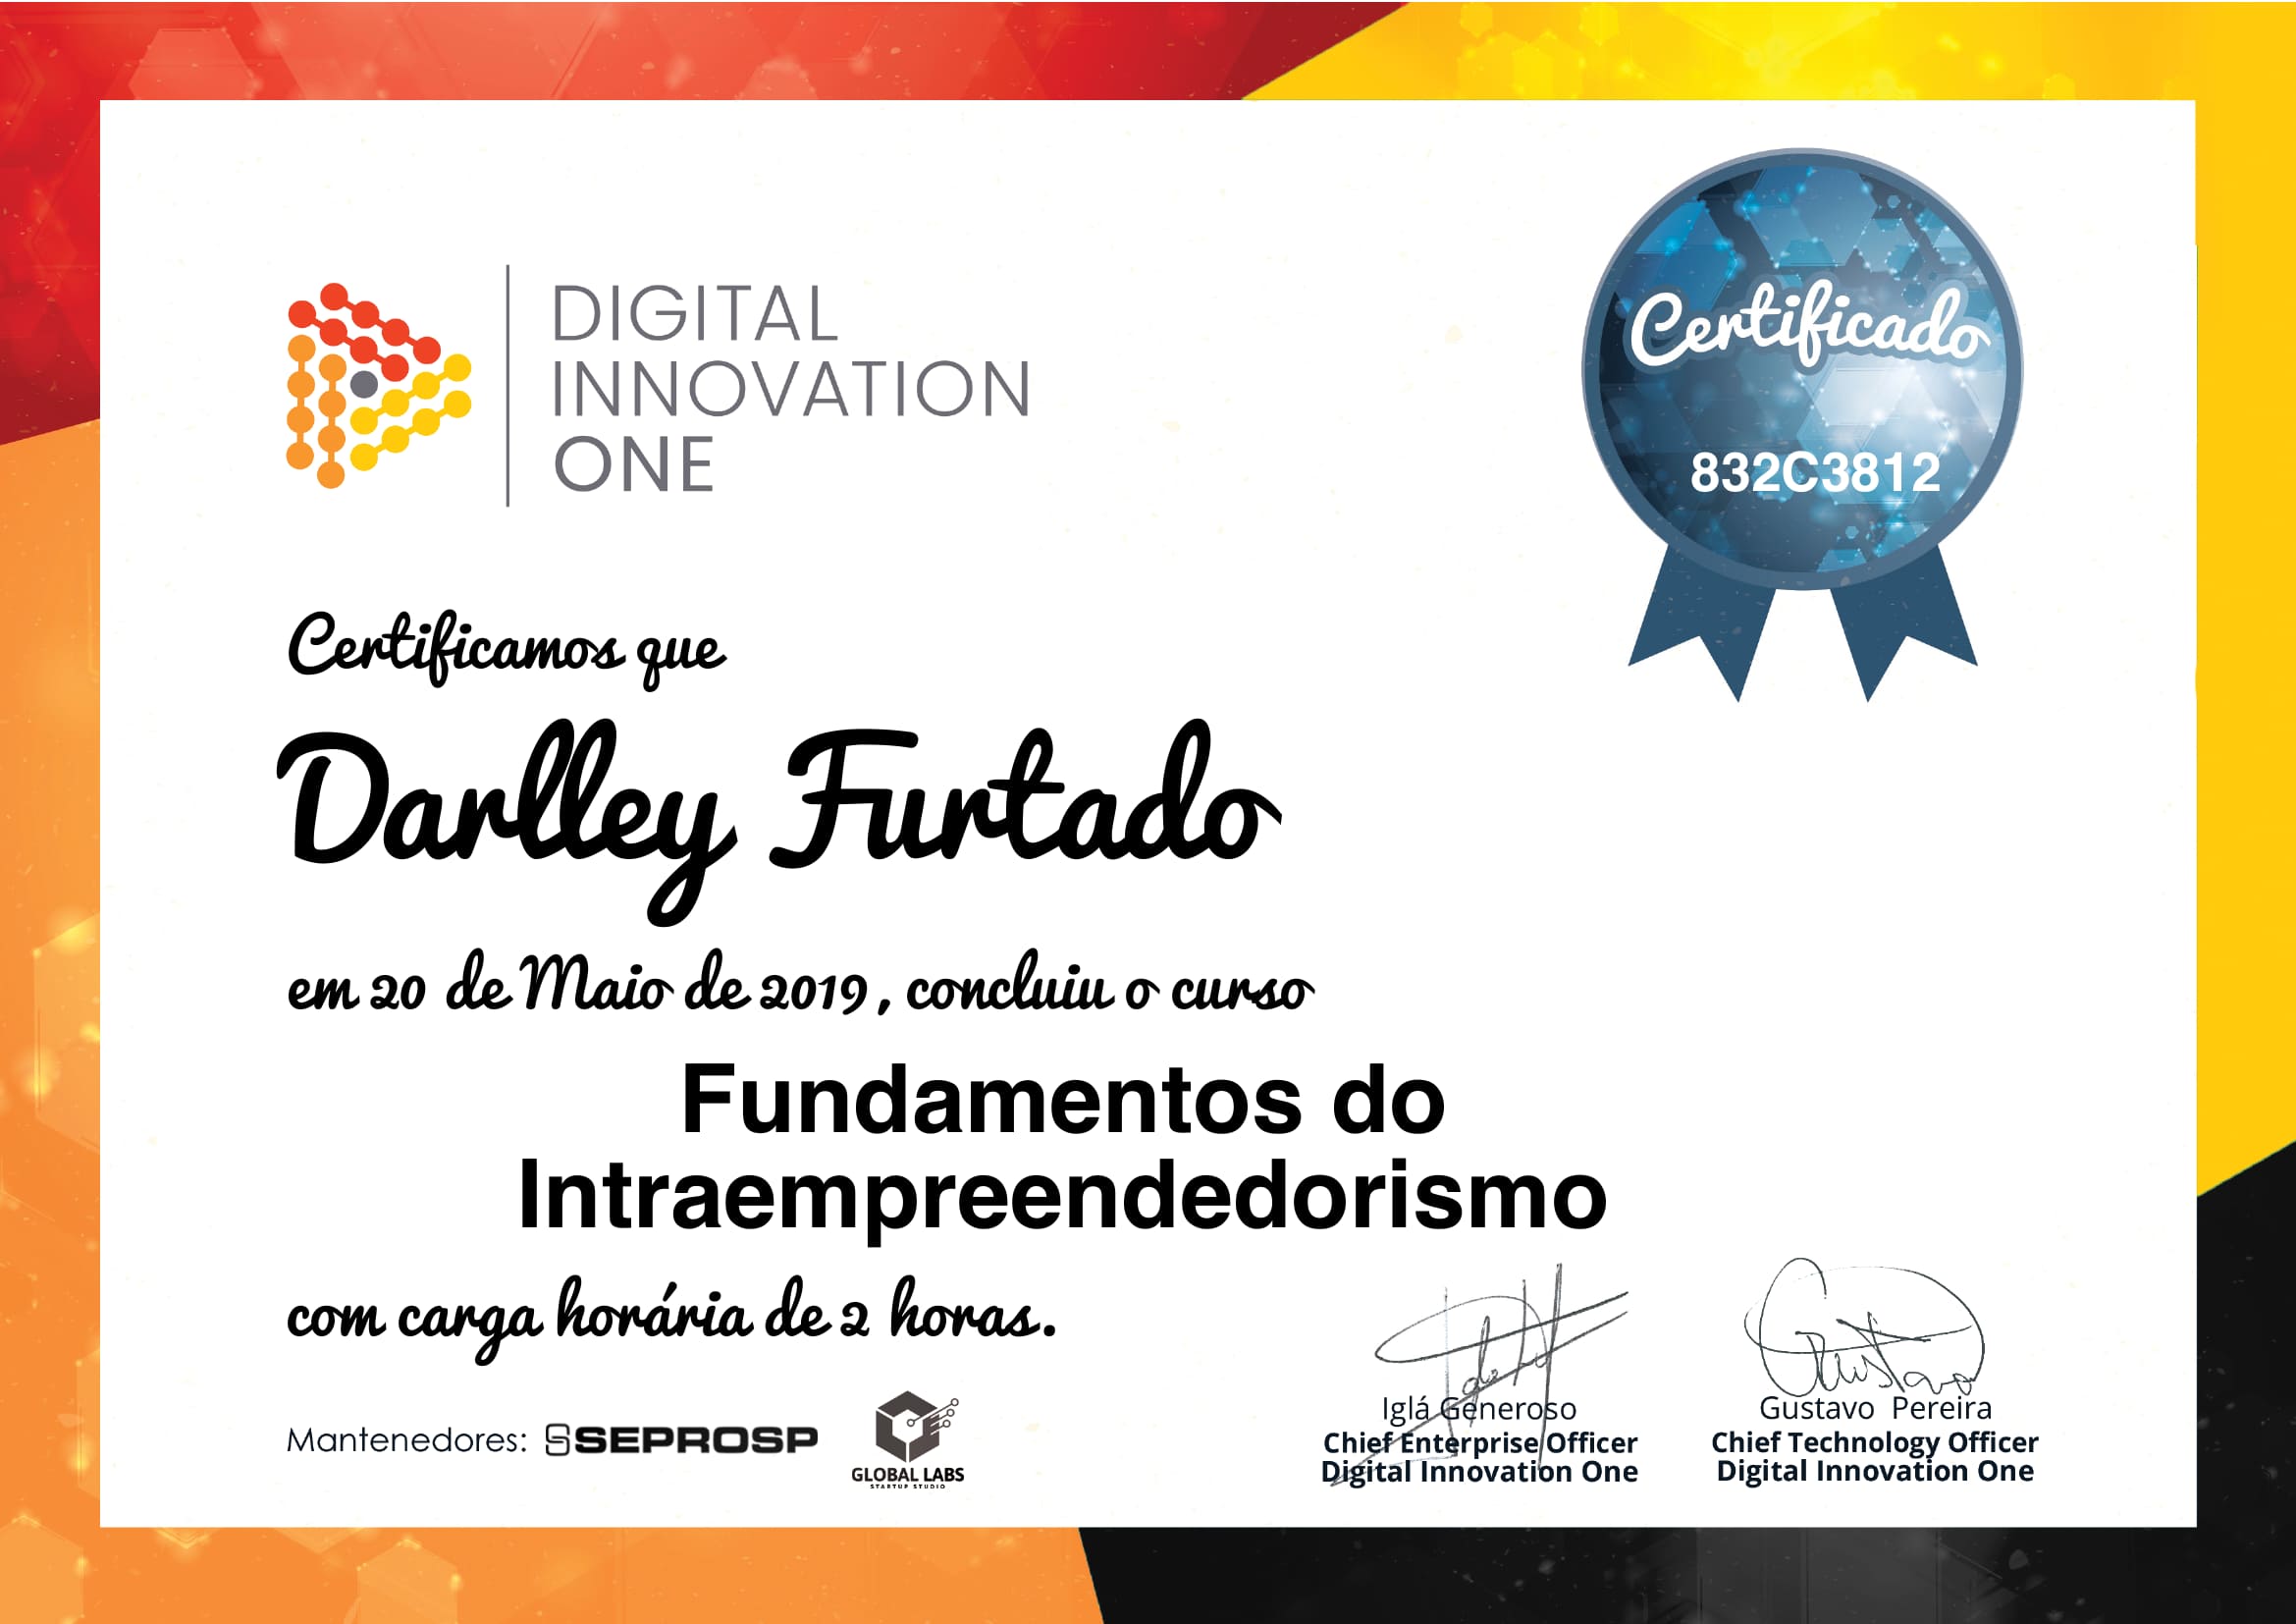 DIGITAL
INNOVATION
ONE
Certificado
832C3812
Certificamos que
Darlley Furtado
em 20 de Maio de 2019, concluiu o curso
Fundamentos do
Intraempreendedorismo
com carga horária de 2 horas.
Mantenedores: SEPROSP
GLOBAL LABS
STARTUP STUDIO
Iglá Generoso
Chief Enterprise Officer
Digital Innovation One
Gustavo Pereira
Chief Technology Officer
Digital Innovation One